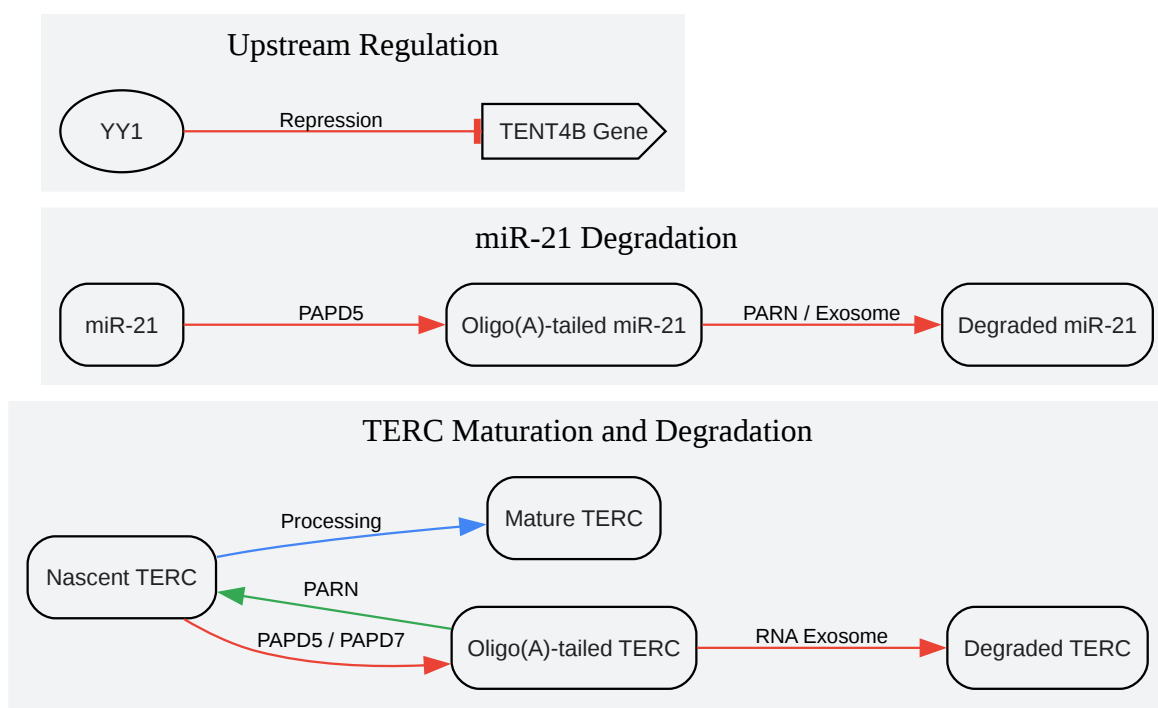 Upstream Regulation
YY1
Repression
TENT4B Gene
miR-21 Degradation
miR-21
PAPD5
Oligo(A)-tailed miR-21
PARN / Exosome
Degraded miR-21
TERC Maturation and Degradation
Nascent TERC
Processing
Mature TERC
PARN
PAPD5 / PAPD7
Oligo(A)-tailed TERC
RNA Exosome
Degraded TERC